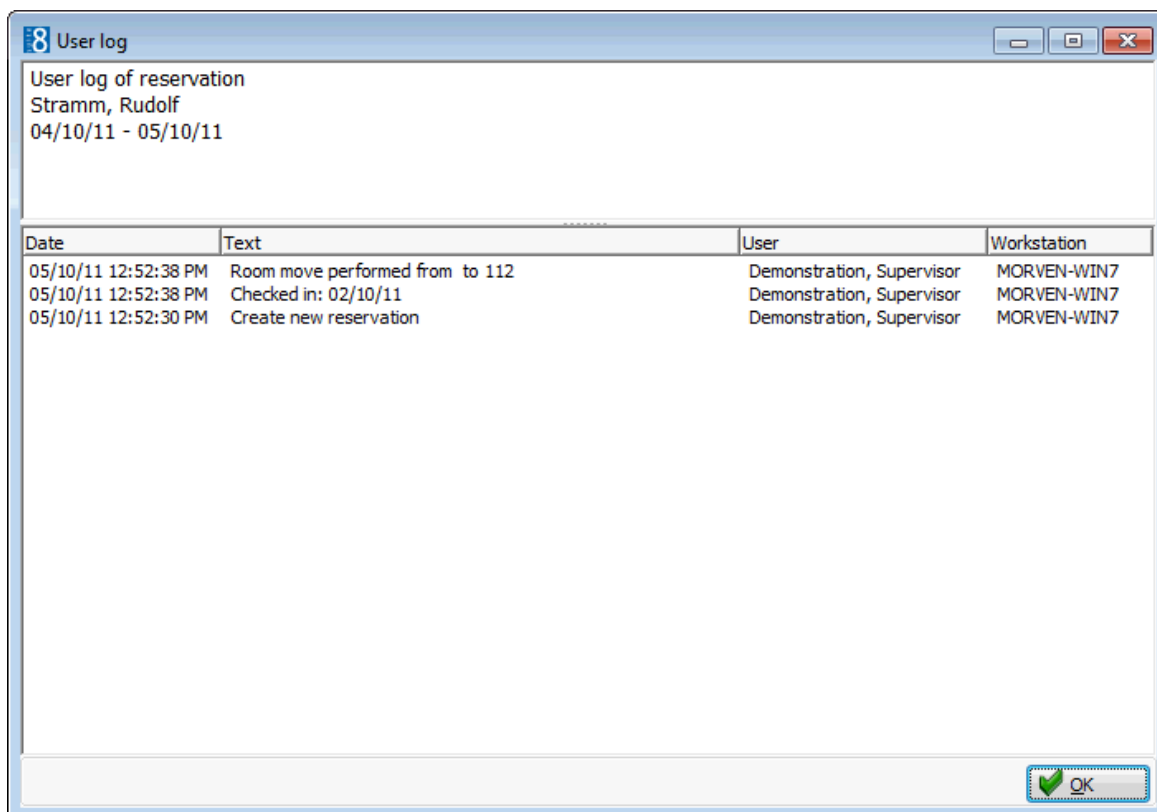 8 User log
User log of reservation
Stramm, Rudolf
04/10/11 - 05/10/11
Date Text User Workstation
05/10/11 12:52:38 PM Room move performed from to 112 Demonstration, Supervisor MORVEN-WIN7
05/10/11 12:52:38 PM Checked in: 02/10/11 Demonstration, Supervisor MORVEN-WIN7
05/10/11 12:52:30 PM Create new reservation Demonstration, Supervisor MORVEN-WIN7
OK